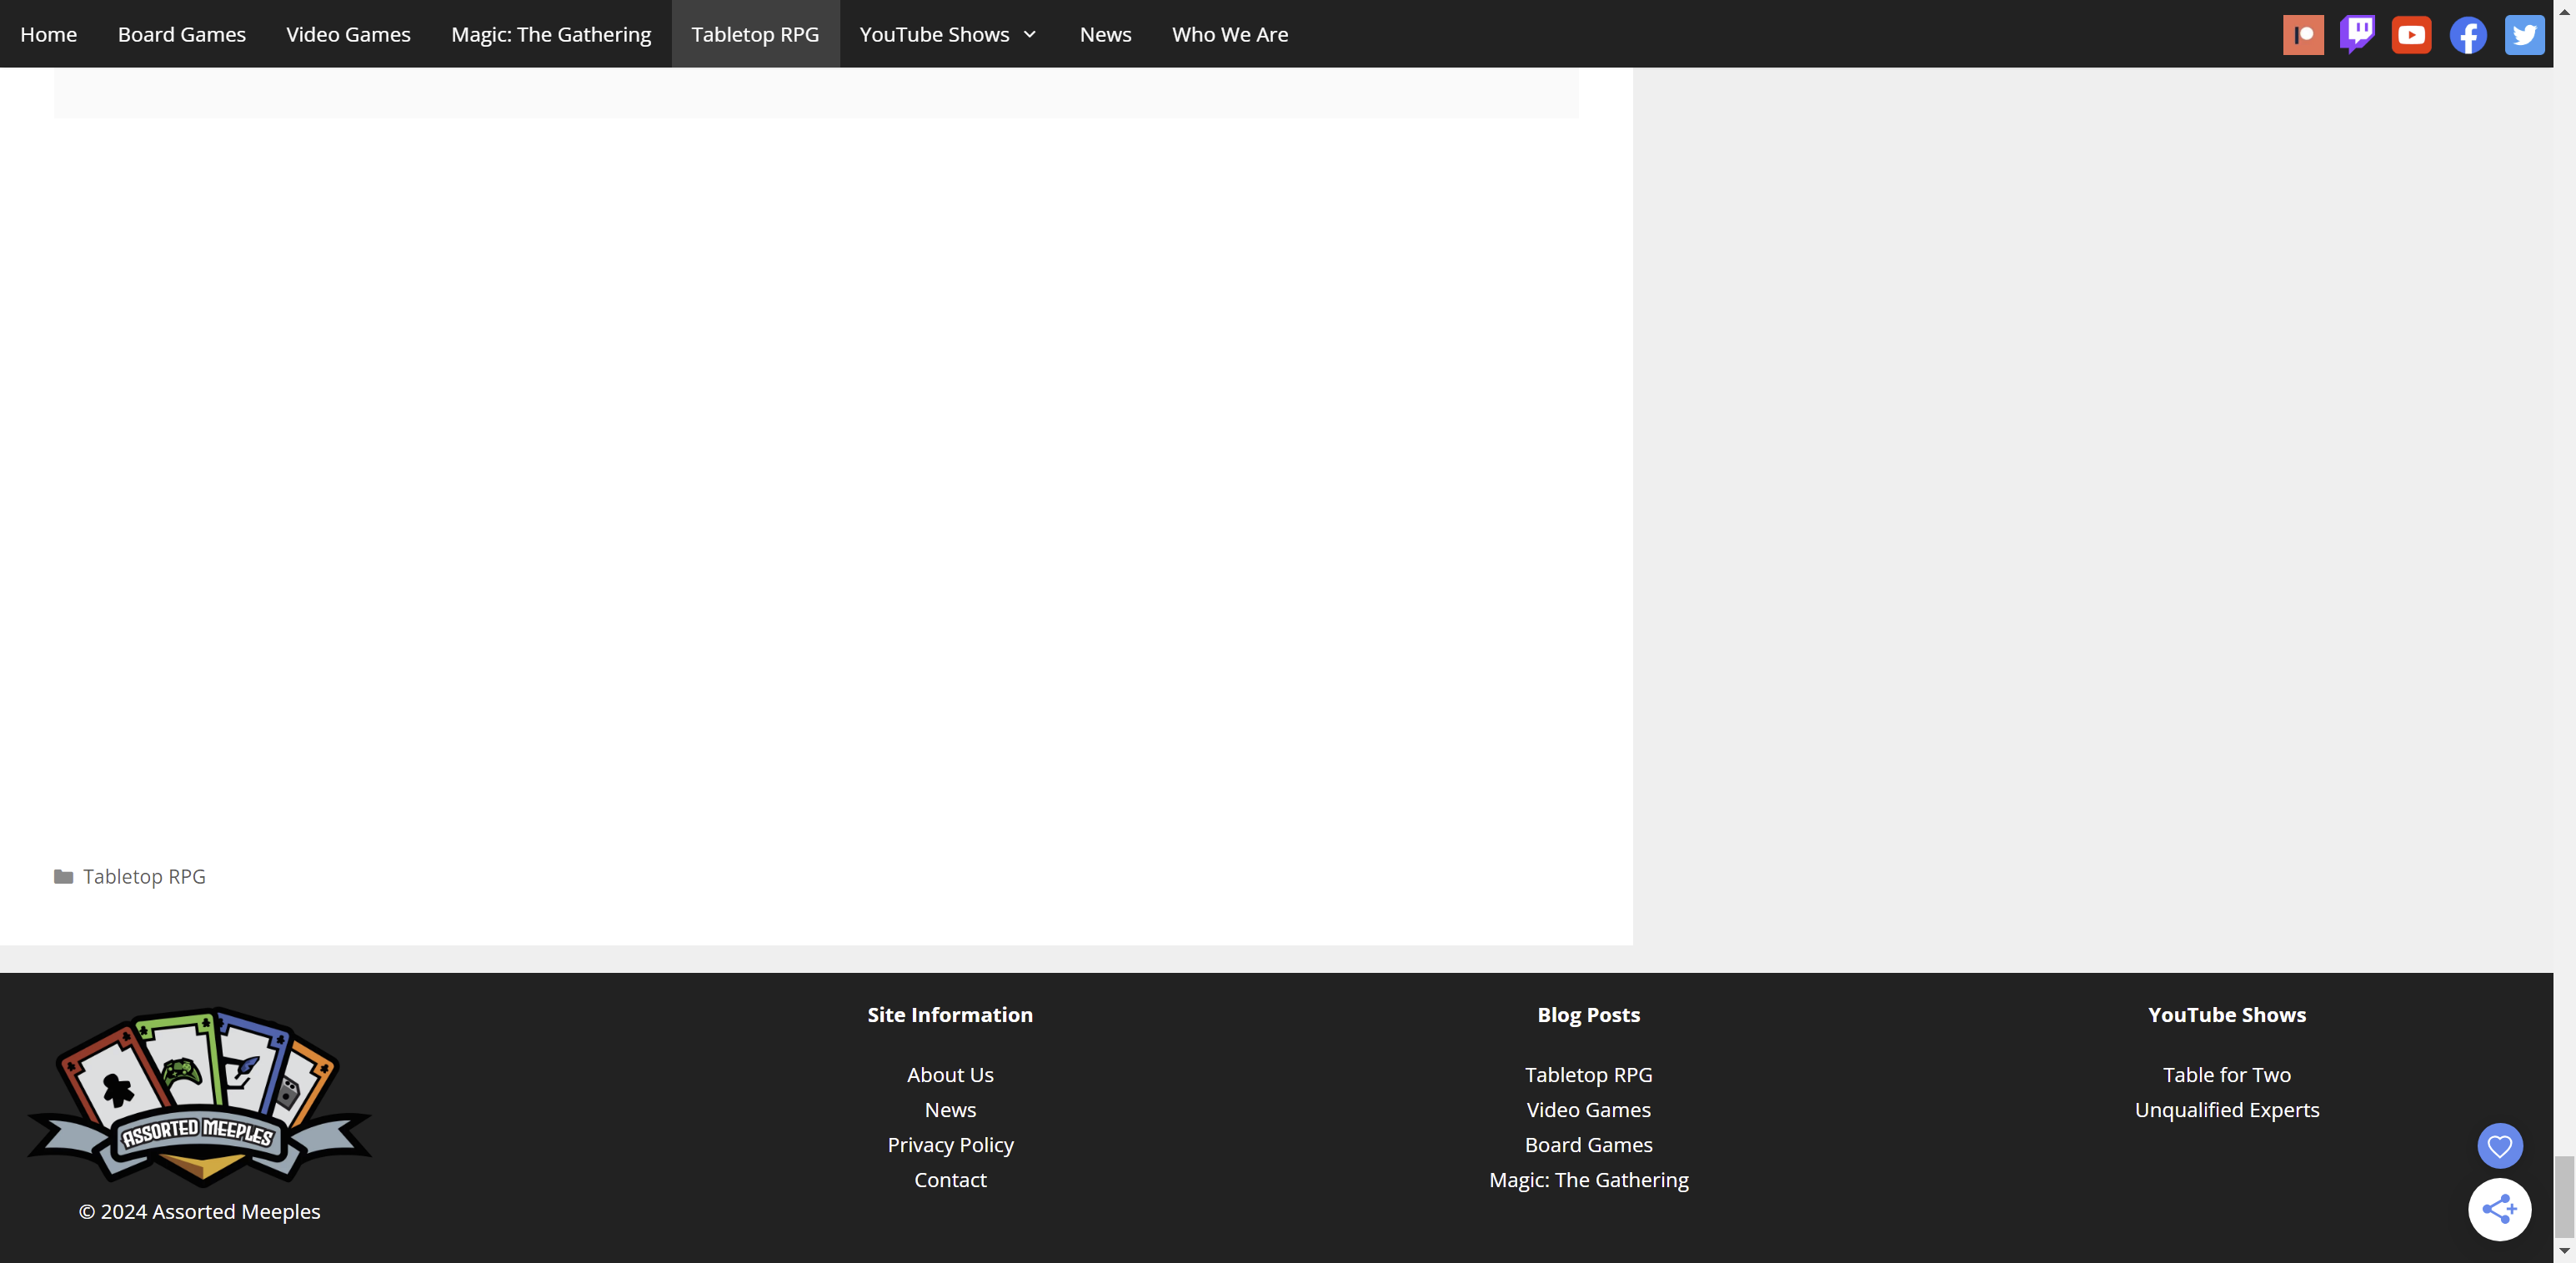 Home Board Games Video Games Magic: The Gathering Tabletop RPG YouTube Shows News Who We Are
Tabletop RPG
ASSORTED MEEPLES
© 2024 Assorted Meeples
Site Information
About Us
News
Privacy Policy
Contact
Blog Posts
Tabletop RPG
Video Games
Board Games
Magic: The Gathering
YouTube Shows
Table for Two
Unqualified Experts